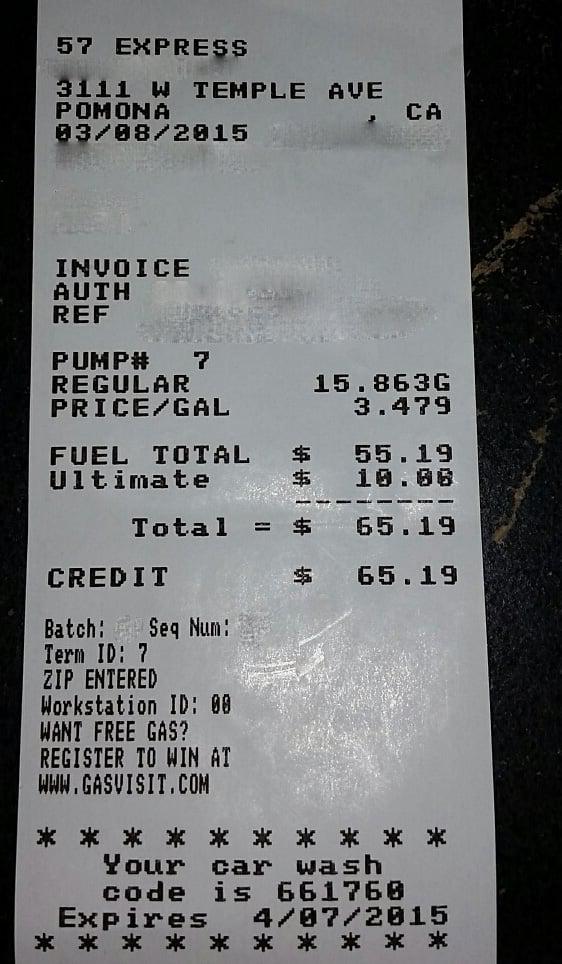 57 EXPRESS
3111 W TEMPLE AVE
POMONA , CA
03/08/2015
INVOICE
AUTH
REF
PUMP# 7
REGULAR 15.863G
PRICE/GAL 3.479
FUEL TOTAL $ 55.19
Ultimate $ 10.00
--------
Total = $ 65.19
CREDIT $ 65.19
Batch: Seq Num:
Term ID: 7
ZIP ENTERED
Workstation ID: 00
WANT FREE GAS?
REGISTER TO WIN AT
WWW.GASVISIT.COM
* * * * * * * * * *
Your car wash
code is 661760
Expires 4/07/2015
* * * * * * * * * *